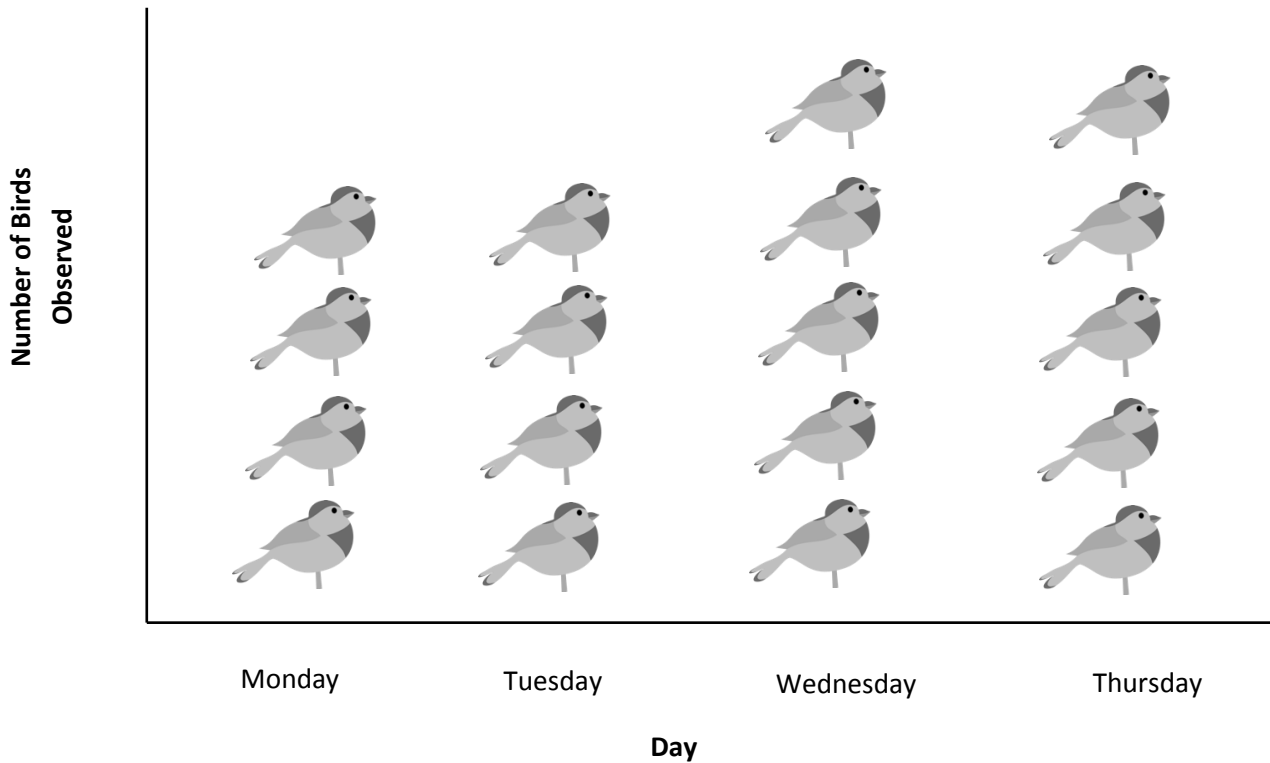 Number of Birds
Observed
Monday
Tuesday
Wednesday
Thursday
Day